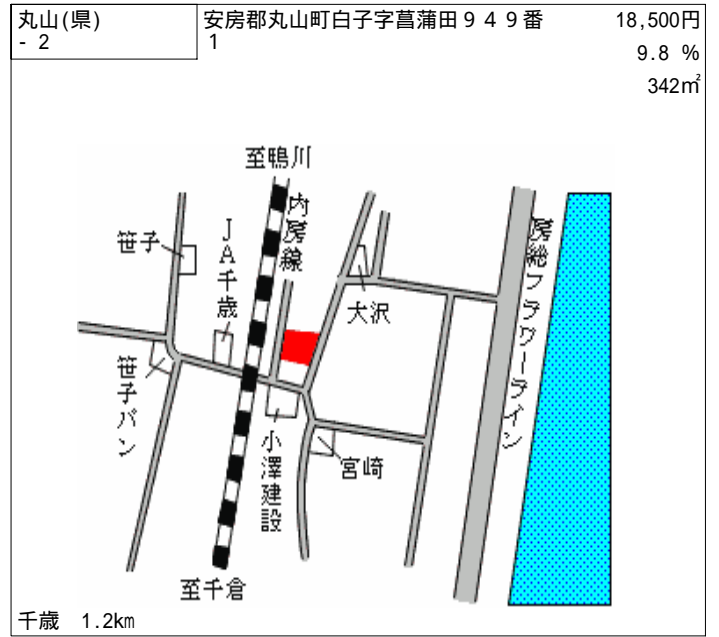 丸山(県)
- 2
安房郡丸山町白子字菖蒲田９４９番
1
18,500円
9.8 %
342㎡
至鴨川
内房線
笹子
JA千歳
大沢
房総フラワーライン
笹子パン
小澤建設
宮崎
至千倉
千歳 1.2km